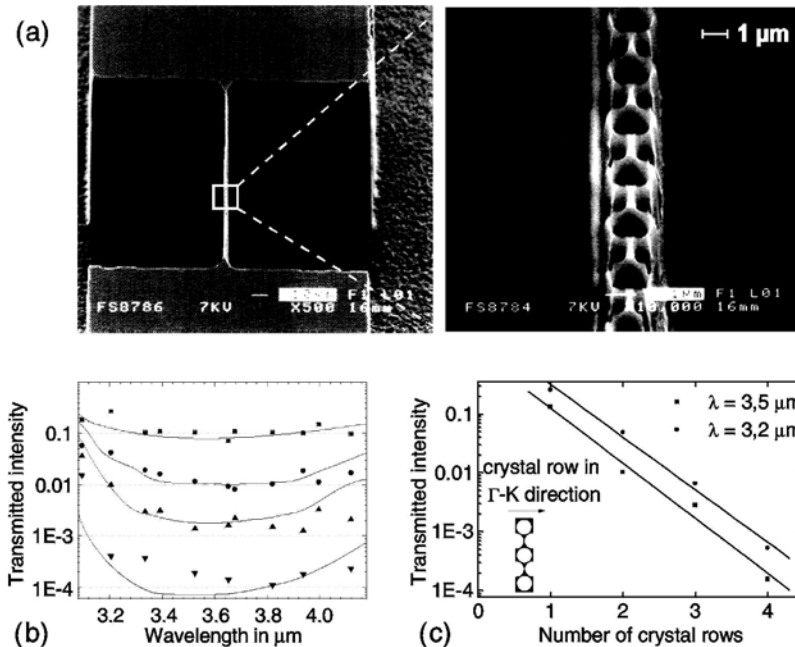 (a)
1 µm
FS8786 7KV X500 16mm
F1 L01
FS8784 7KV 10,000 16mm
1µm F1 L01
Transmitted intensity
0.1
0.01
1E-3
1E-4
3.2 3.4 3.6 3.8 4.0
Wavelength in µm
(b)
Transmitted intensity
0.1
0.01
1E-3
1E-4
λ = 3,5 µm
λ = 3,2 µm
crystal row in
Γ-K direction
0 1 2 3 4
Number of crystal rows
(c)